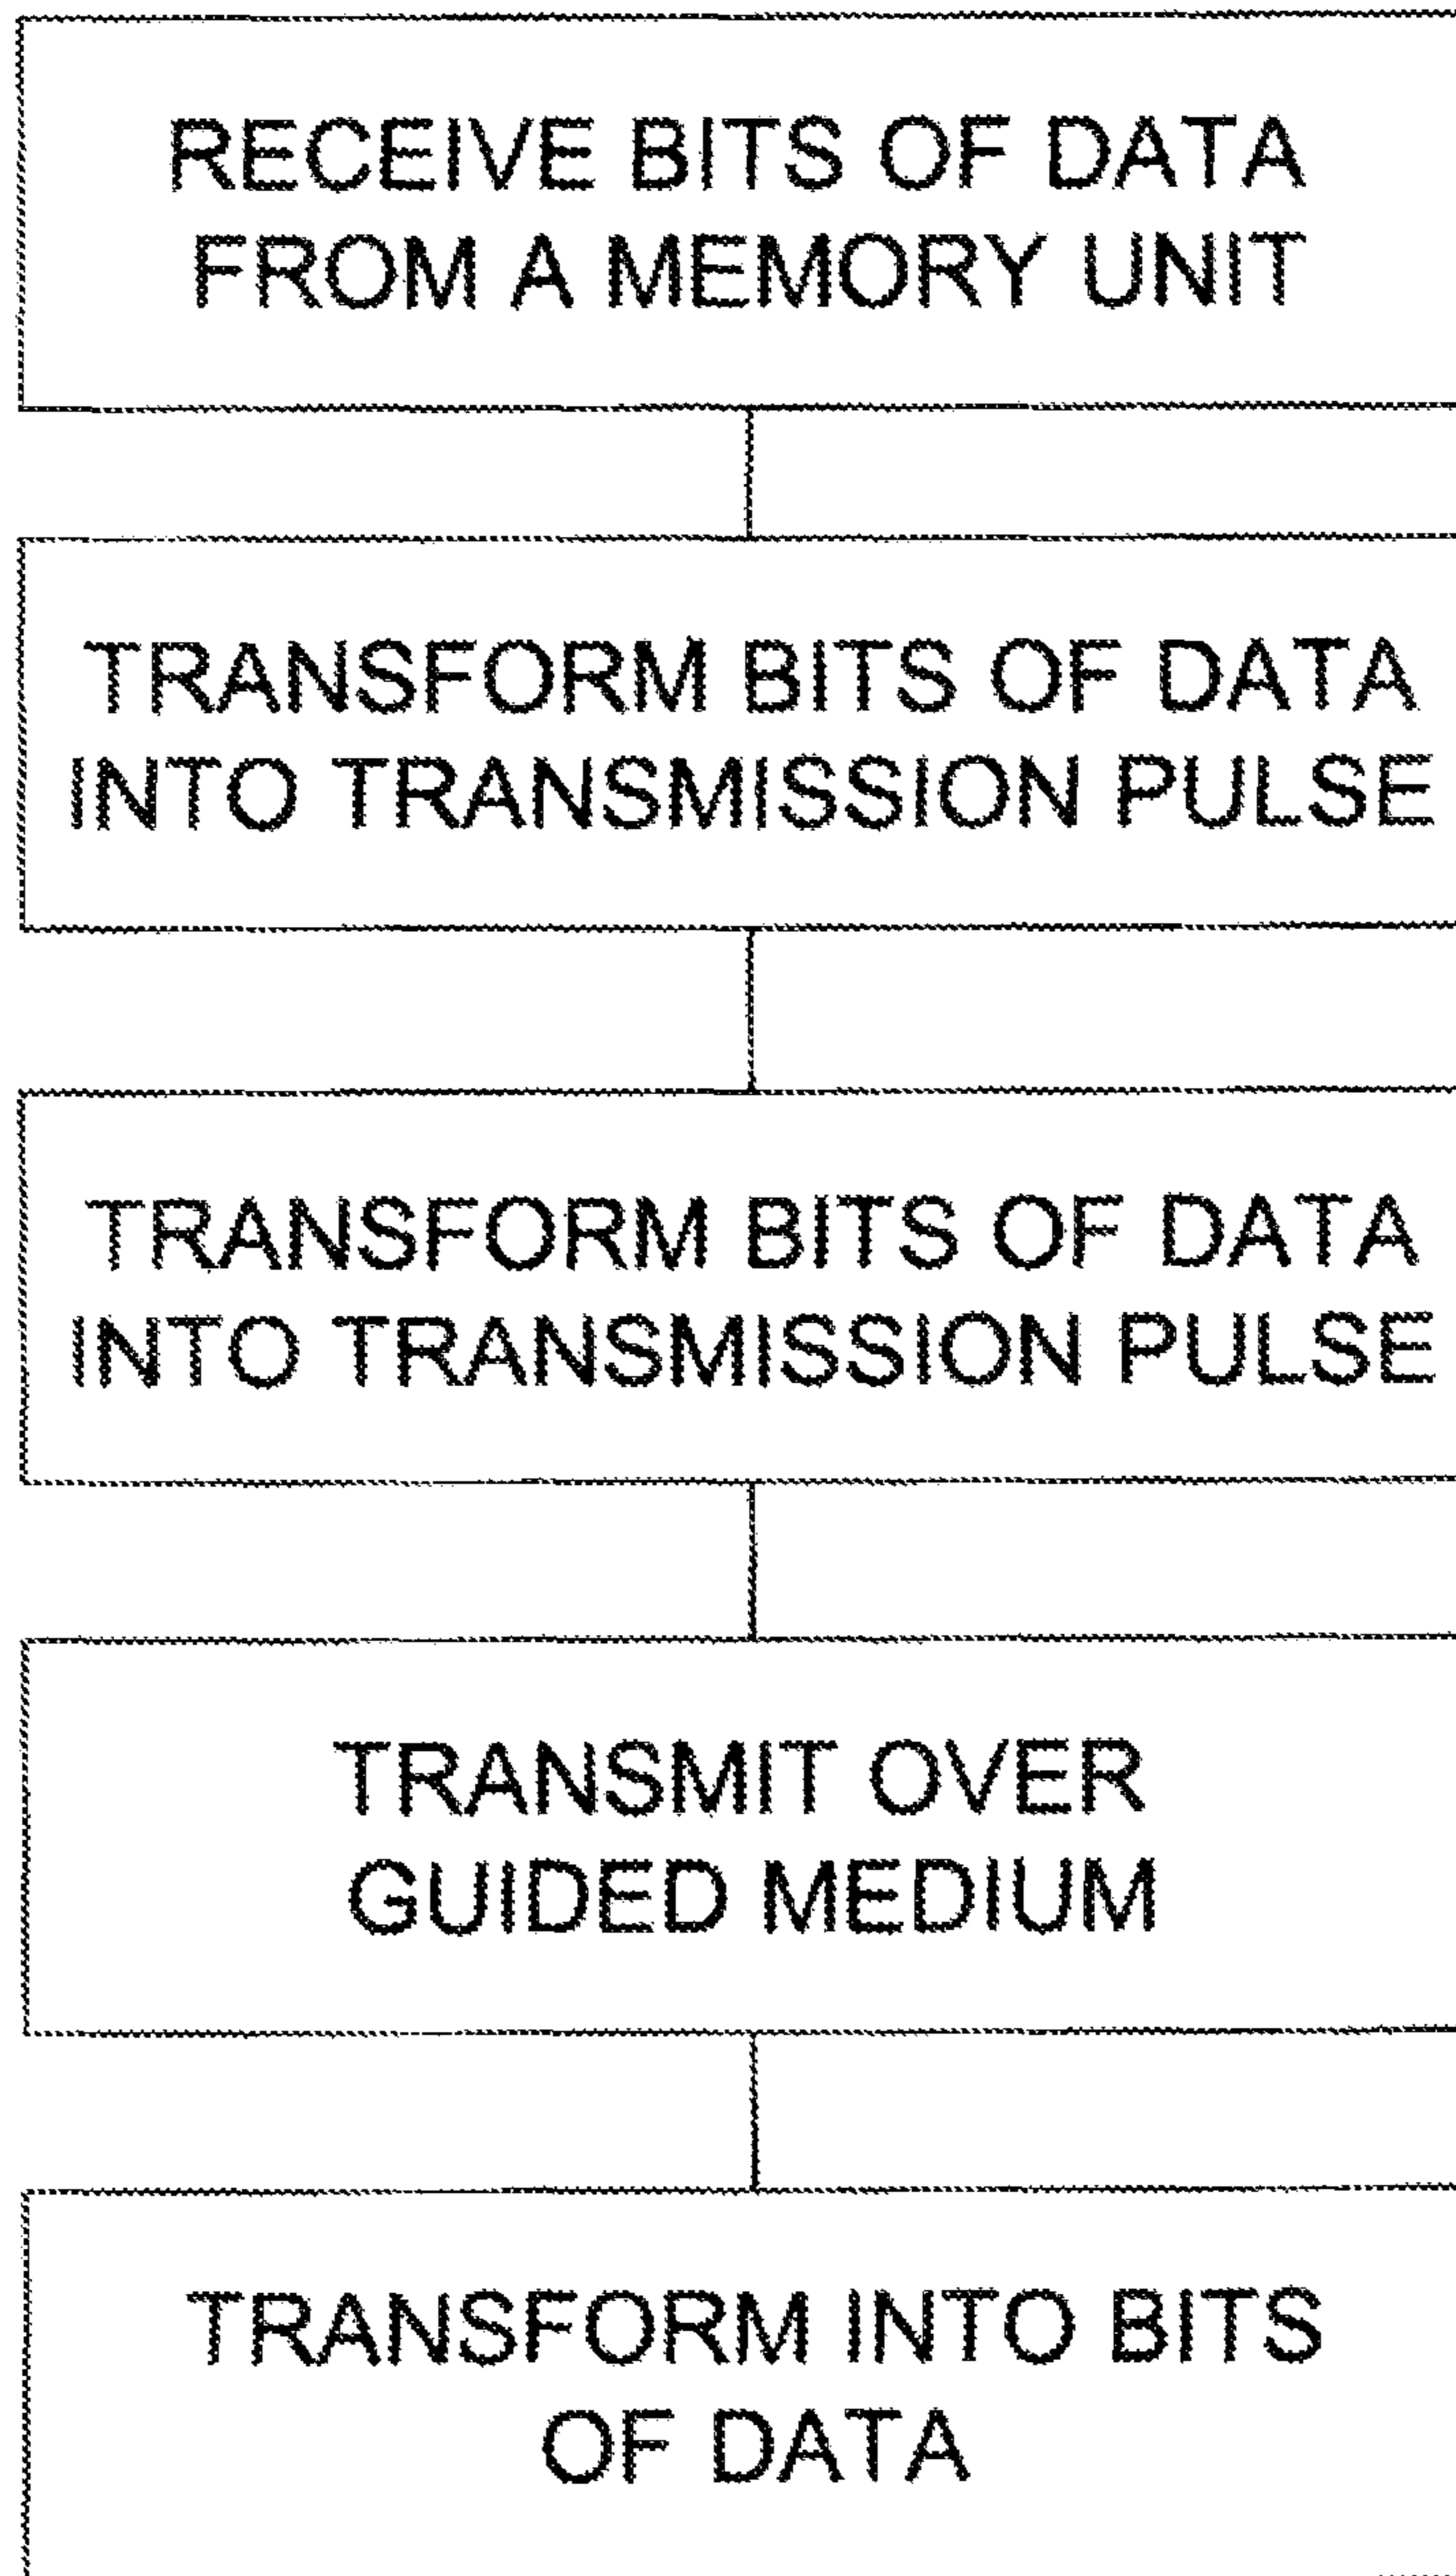 RECEIVE BITS OF DATA
FROM A MEMORY UNIT
TRANSFORM BITS OF DATA
INTO TRANSMISSION PULSE
TRANSFORM BITS OF DATA
INTO TRANSMISSION PULSE
TRANSMIT OVER
GUIDED MEDIUM
TRANSFORM INTO BITS
OF DATA